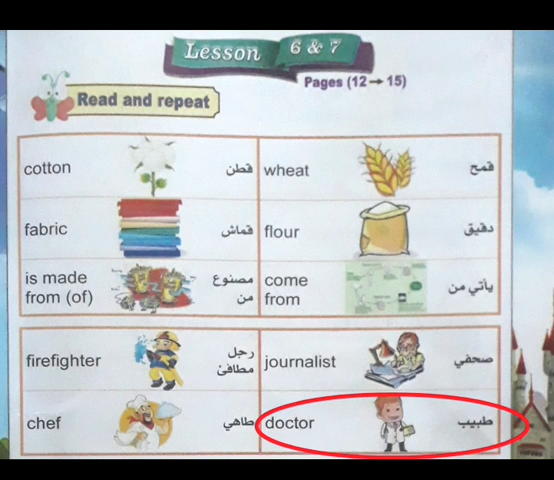 Lesson 6 & 7
Pages (12→ 15)
Read and repeat
cotton قطن wheat قمح
fabric قماش flour دقيق
is made مصنوع come يأتي من
from (of) من from
firefighter رجل journalist صحفي
مطافئ
chef طاهي doctor طبيب